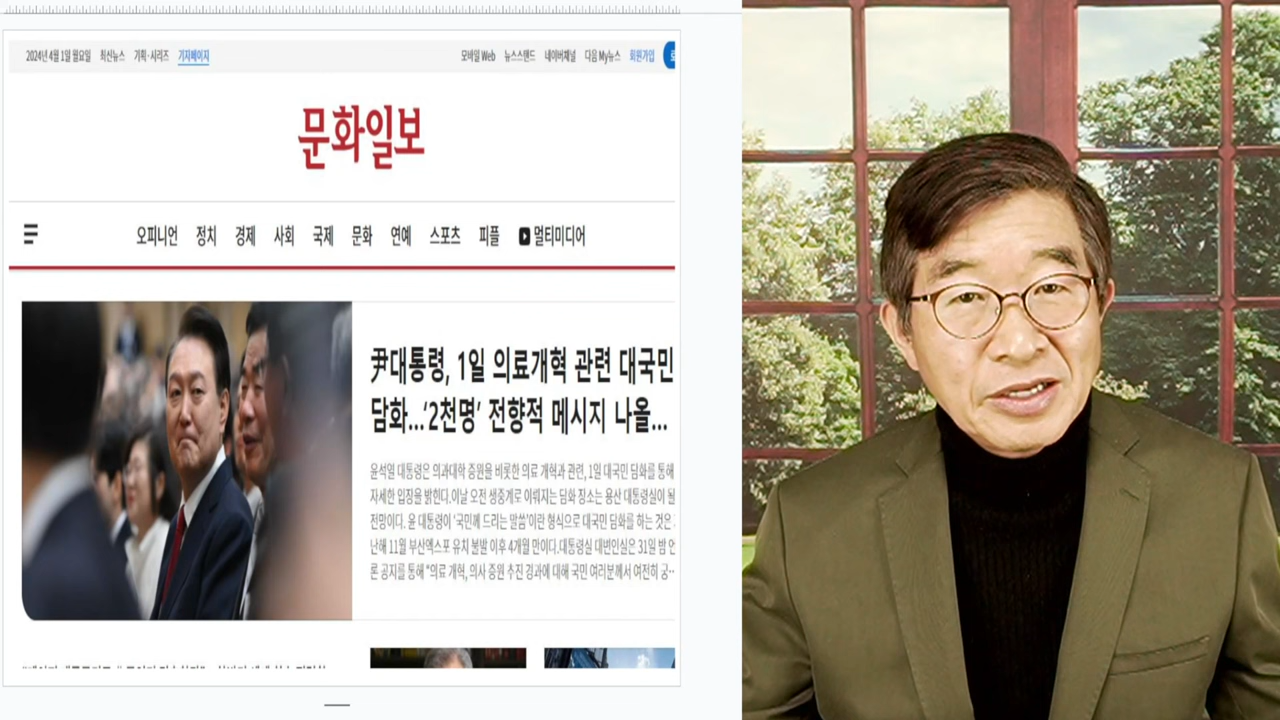 2024년 4월 1일 월요일 최신뉴스 기획·시리즈 기자페이지 모바일 Web 뉴스스탠드 네이버채널 다음 My뉴스 회원가입
문화일보
오피니언 정치 경제 사회 국제 문화 연예 스포츠 피플 멀티미디어
尹대통령, 1일 의료개혁 관련 대국민
담화…‘2천명’ 전향적 메시지 나올…
윤석열 대통령은 의과대학 증원을 비롯한 의료 개혁과 관련, 1일 대국민 담화를 통해
자세한 입장을 밝힌다.이날 오전 생중계로 이뤄지는 담화 장소는 용산 대통령실이 될
전망이다. 윤 대통령이 ‘국민께 드리는 말씀’이란 형식으로 대국민 담화를 하는 것은
난해 11월 부산엑스포 유치 불발 이후 4개월 만이다.대통령실 대변인실은 31일 밤 언
론 공지를 통해 “의료 개혁, 의사 증원 추진 경과에 대해 국민 여러분께서 여전히 궁…